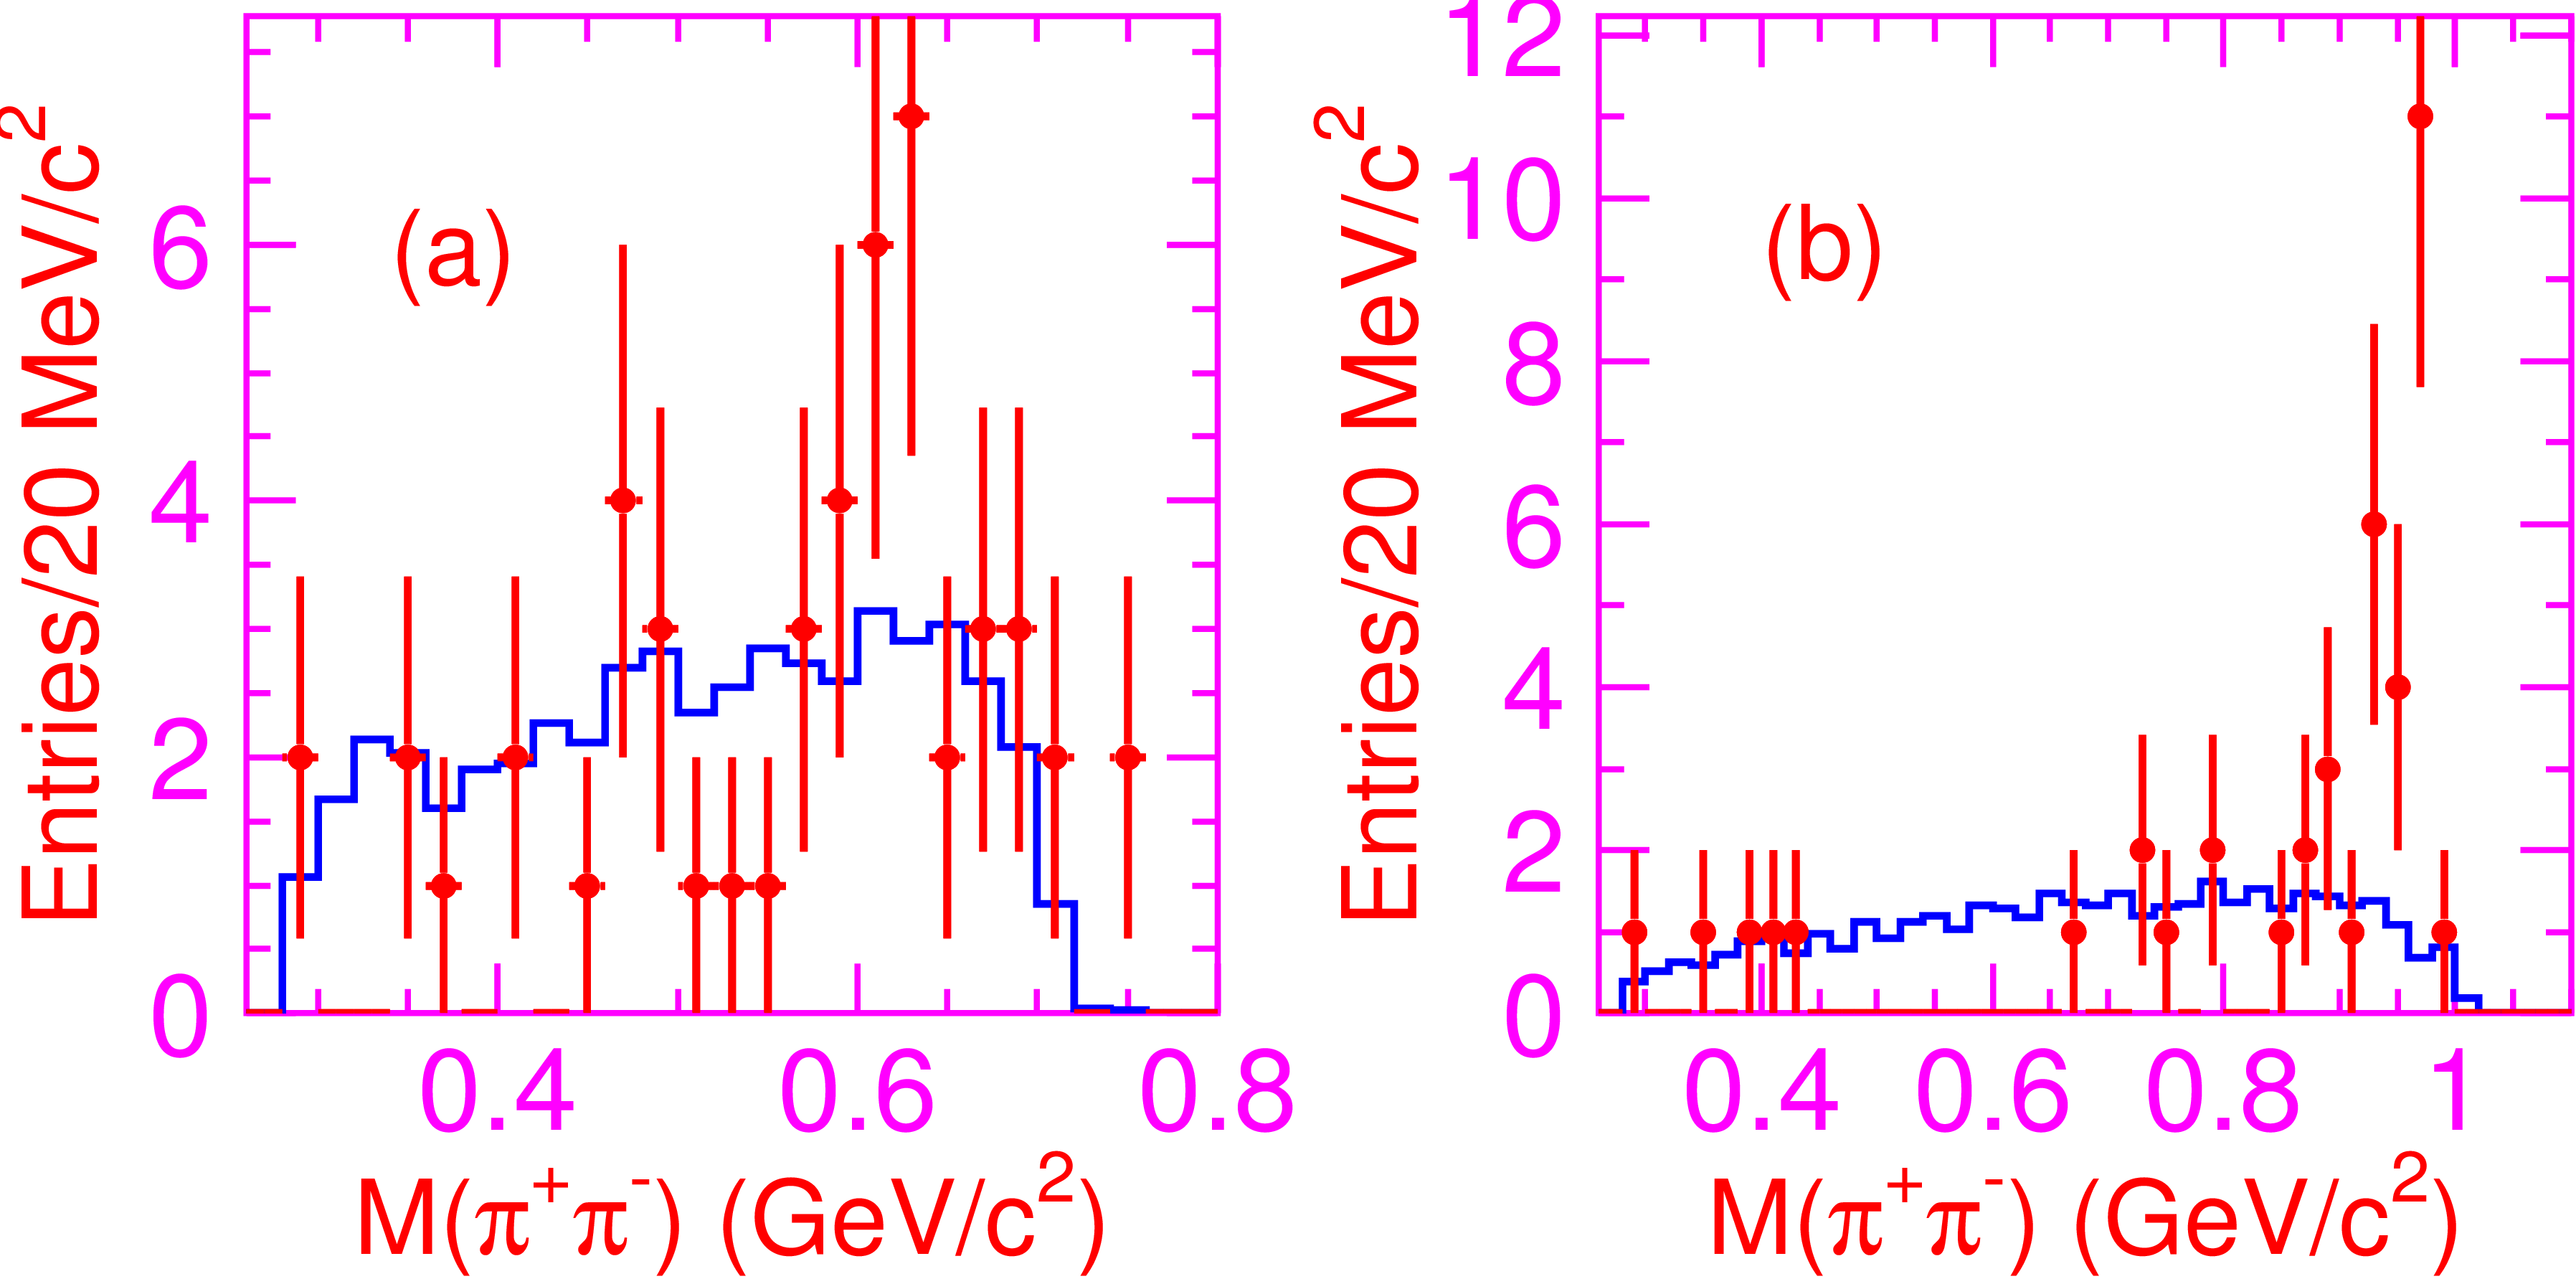 Entries/20 MeV/c²
6
4
2
0
(a)
0.4 0.6 0.8
M(π⁺π⁻) (GeV/c²)
Entries/20 MeV/c²
12
10
8
6
4
2
0
(b)
0.4 0.6 0.8 1
M(π⁺π⁻) (GeV/c²)